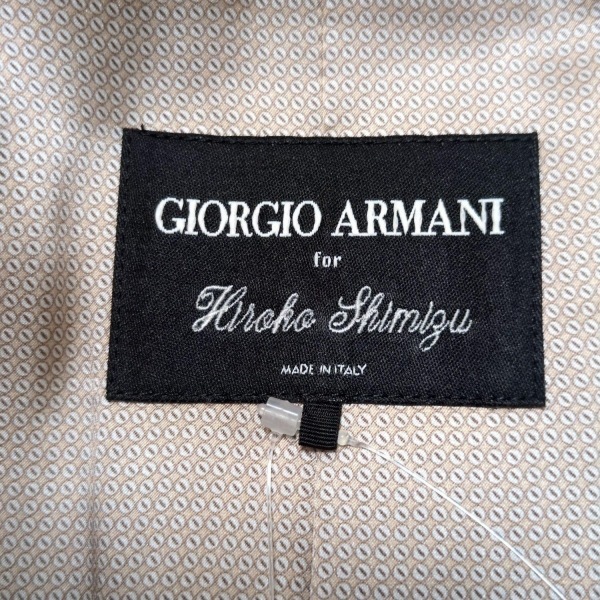 GIORGIO ARMANI
for
Hiroko Shimizu
MADE IN ITALY